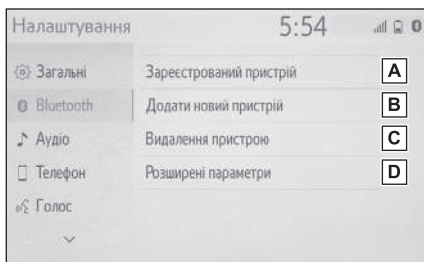 Налаштування 5:54
Загальні Зареєстрований пристрій A
Bluetooth Додати новий пристрій B
Аудіо Видалення пристрою C
Телефон Розширені параметри D
Голос